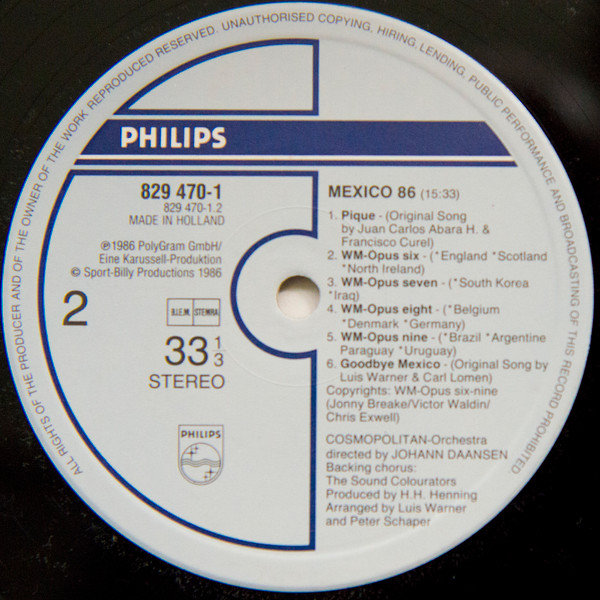 ALL RIGHTS OF THE PRODUCER AND OF THE OWNER OF THE WORK REPRODUCED RESERVED. UNAUTHORISED COPYING, HIRING, LENDING, PUBLIC PERFORMANCE AND BROADCASTING OF THIS RECORD PROHIBITED
PHILIPS
829 470-1
829 470-1.2
MADE IN HOLLAND
℗1986 PolyGram GmbH/
Eine Karussell-Produktion
© Sport-Billy Productions 1986
2
B.I.E.M. STEMRA
33 1/3
STEREO
PHILIPS
MEXICO 86 (15:33)
1. Pique - (Original Song
by Juan Carlos Abara H. &
Francisco Curel)
2. WM-Opus six - (*England *Scotland
*North Ireland)
3. WM-Opus seven - (*South Korea
*Iraq)
4. WM-Opus eight - (*Belgium
*Denmark *Germany)
5. WM-Opus nine - (*Brazil *Argentine
Paraguay *Uruguay)
6. Goodbye Mexico - (Original Song by
Luis Warner & Carl Lomen)
Copyrights: WM-Opus six-nine
(Jonny Breake/Victor Waldin/
Chris Exwell)
COSMOPOLITAN-Orchestra
directed by JOHANN DAANSEN
Backing chorus:
The Sound Colourators
Produced by H.H. Henning
Arranged by Luis Warner
and Peter Schaper